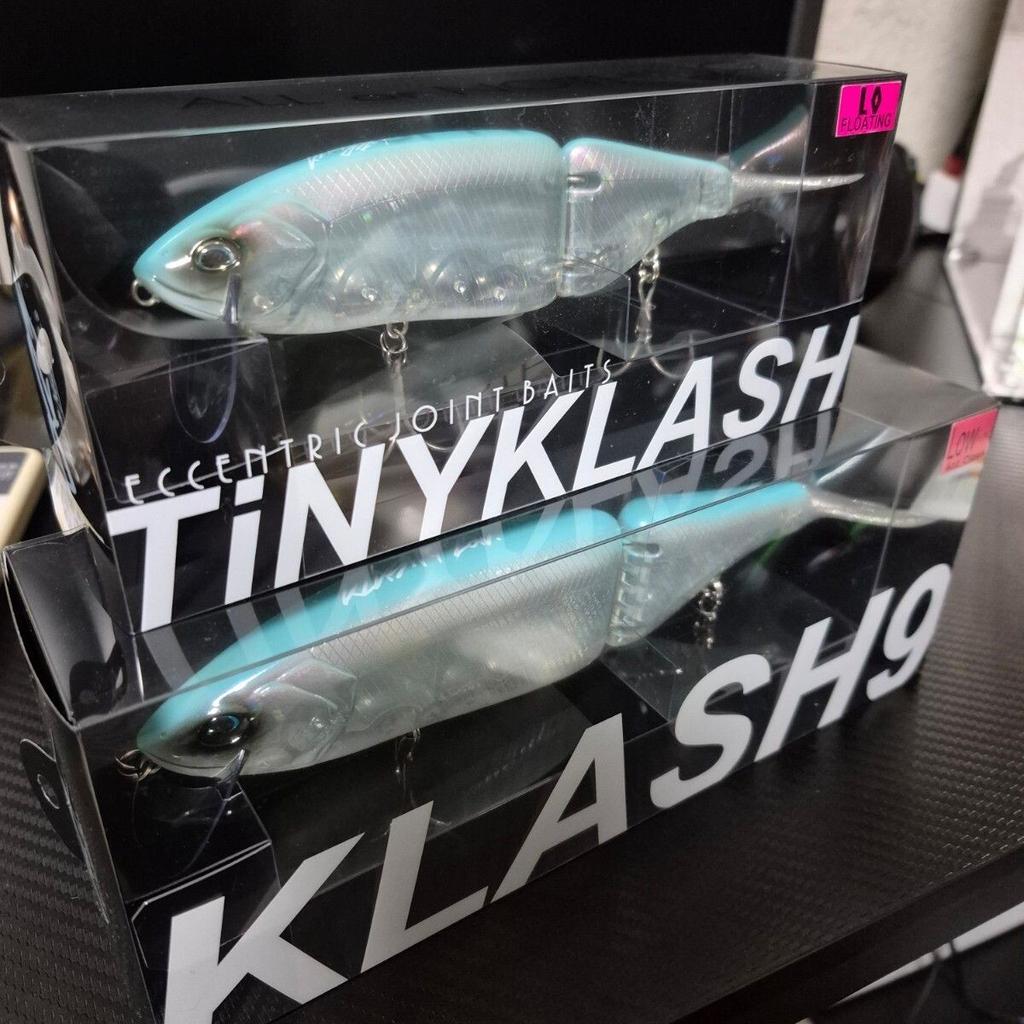 LO
FLOATING
ECCENTRIC JOINT BAITS
TiNYKLASH
LOW
KLASH9